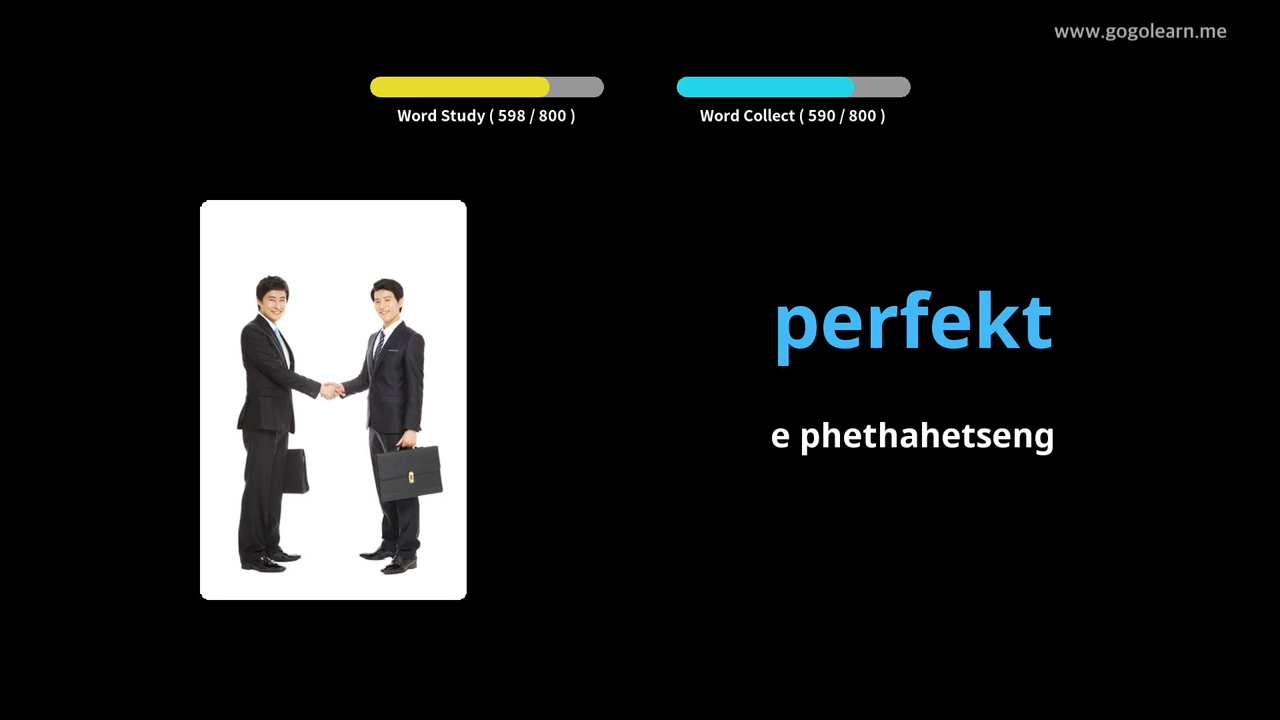 www.gogolearn.me
Word Study ( 598 / 800 )
Word Collect ( 590 / 800 )
perfekt
e phethahetseng